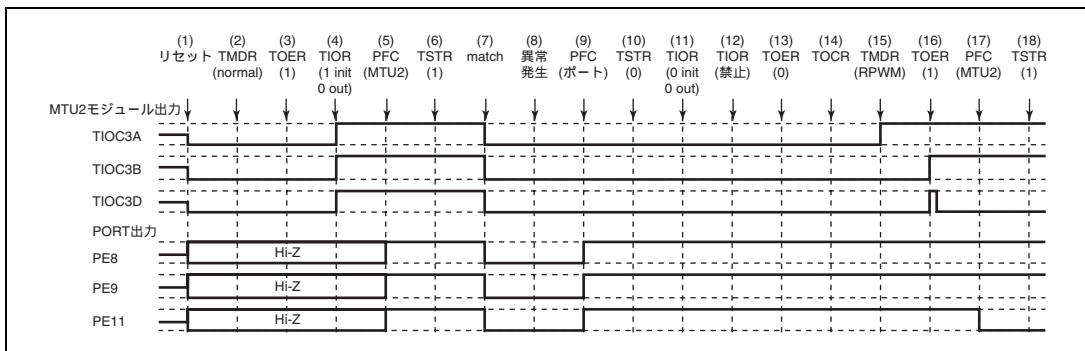 (1) (2) (3) (4) (5) (6) (7) (8) (9) (10) (11) (12) (13) (14) (15) (16) (17) (18)
リセット TMDR TOER TIOR PFC TSTR match 異常 PFC TSTR TIOR TIOR TOER TOCR TMDR TOER PFC TSTR
(normal) (1) (1 init (MTU2) (1) 発生 (ポート) (0) (0 init (禁止) (0) (RPWM) (1) (MTU2) (1)
0 out) 0 out)
MTU2モジュール出力
TIOC3A
TIOC3B
TIOC3D
PORT出力
PE8 Hi-Z
PE9 Hi-Z
PE11 Hi-Z